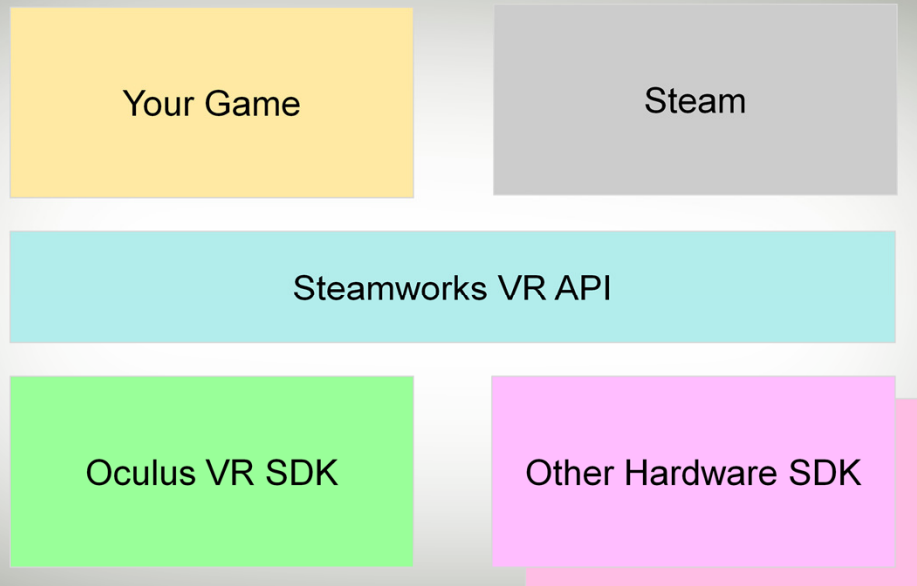 Your Game
Steam
Steamworks VR API
Oculus VR SDK
Other Hardware SDK